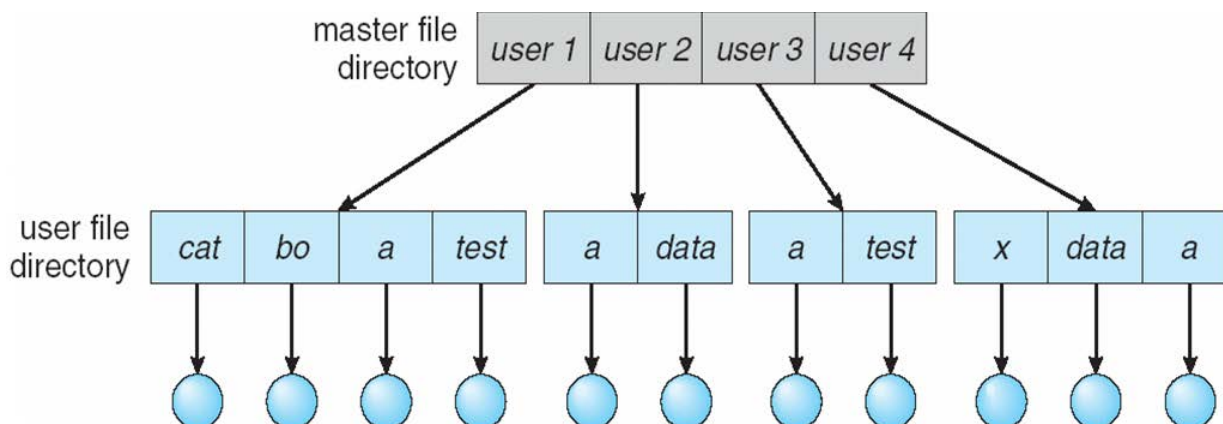 master file
directory
user 1 user 2 user 3 user 4
user file
directory
cat bo a test a data a test x data a